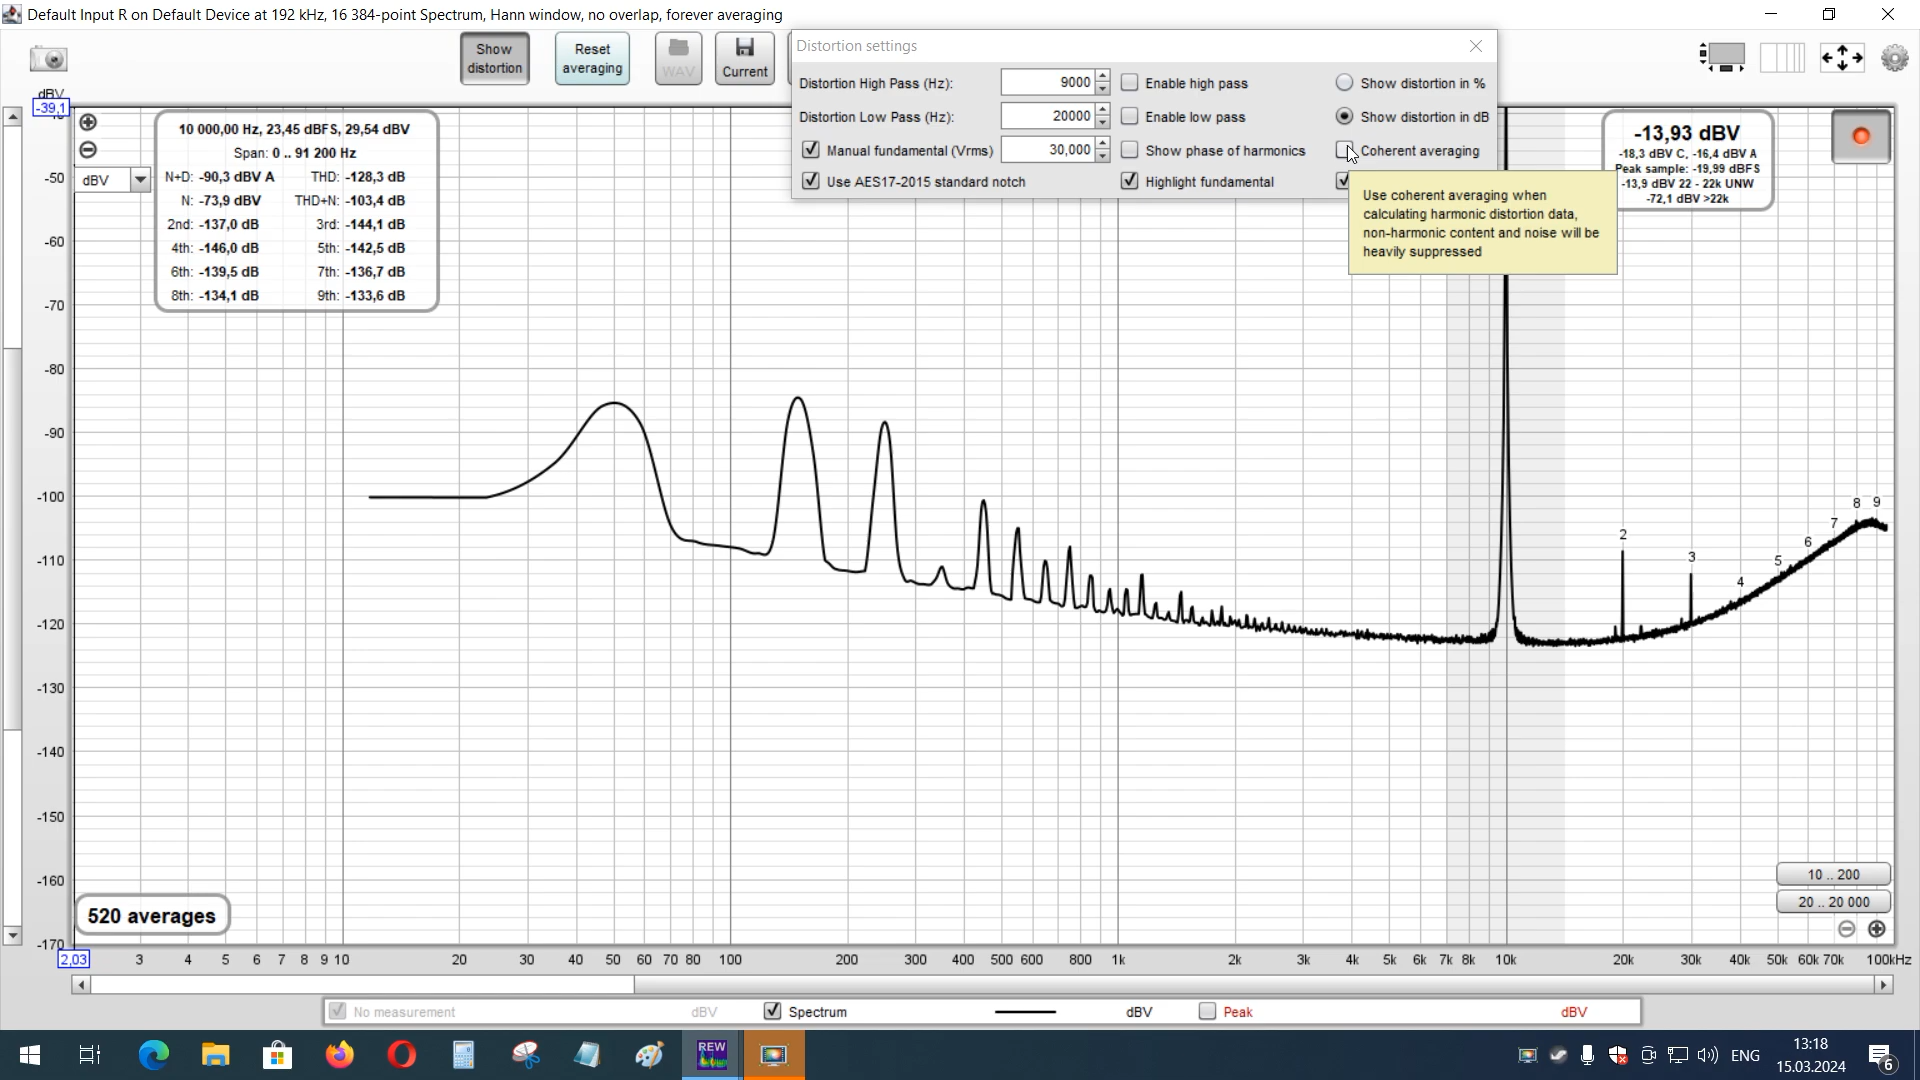 Default Input R on Default Device at 192 kHz, 16 384-point Spectrum, Hann window, no overlap, forever averaging
Show distortion
Reset averaging
WAV
Current
Distortion settings
Distortion High Pass (Hz): 9000 Enable high pass Show distortion in %
Distortion Low Pass (Hz): 20000 Enable low pass Show distortion in dB
Manual fundamental (Vrms) 30,000 Show phase of harmonics Coherent averaging
Use AES17-2015 standard notch Highlight fundamental
Use coherent averaging when
calculating harmonic distortion data,
non-harmonic content and noise will be
heavily suppressed
-13,93 dBV
-18,3 dBV C, -16,4 dBV A
Peak sample: -19,99 dBFS
-13,9 dBV 22 - 22k UNW
-72,1 dBV >22k
dBV
-39,1
10 000,00 Hz, 23,45 dBFS, 29,54 dBV
Span: 0 .. 91 200 Hz
N+D: -90,3 dBV A THD: -128,3 dB
N: -73,9 dBV THD+N: -103,4 dB
2nd: -137,0 dB 3rd: -144,1 dB
4th: -146,0 dB 5th: -142,5 dB
6th: -139,5 dB 7th: -136,7 dB
8th: -134,1 dB 9th: -133,6 dB
dBV
-50
-60
-70
-80
-90
-100
-110
-120
-130
-140
-150
-160
-170
2 3 4 5 6 7 8 9
520 averages
10 .. 200
20 .. 20 000
2,03 3 4 5 6 7 8 9 10 20 30 40 50 60 70 80 100 200 300 400 500 600 800 1k 2k 3k 4k 5k 6k 7k 8k 10k 20k 30k 40k 50k 60k 70k 100kHz
No measurement dBV Spectrum dBV Peak dBV
REW
ENG
13:18
15.03.2024
6